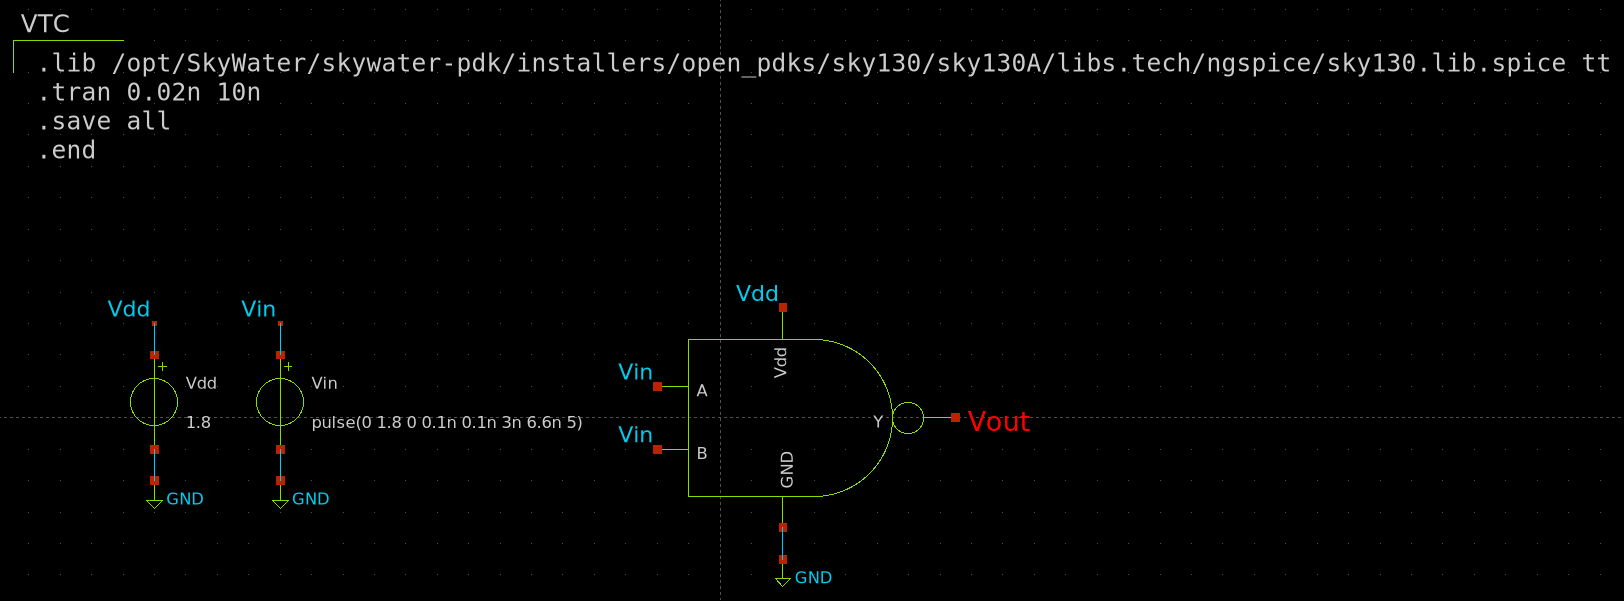 VTC
.lib /opt/SkyWater/skywater-pdk/installers/open_pdks/sky130/sky130A/libs.tech/ngspice/sky130.lib.spice tt
.tran 0.02n 10n
.save all
.end
Vdd
Vdd
Vin
Vin
Vdd
Vdd
Vin
A
1.8
pulse(0 1.8 0 0.1n 0.1n 3n 6.6n 5)
Y
Vout
Vin
B
GND
GND
GND
GND